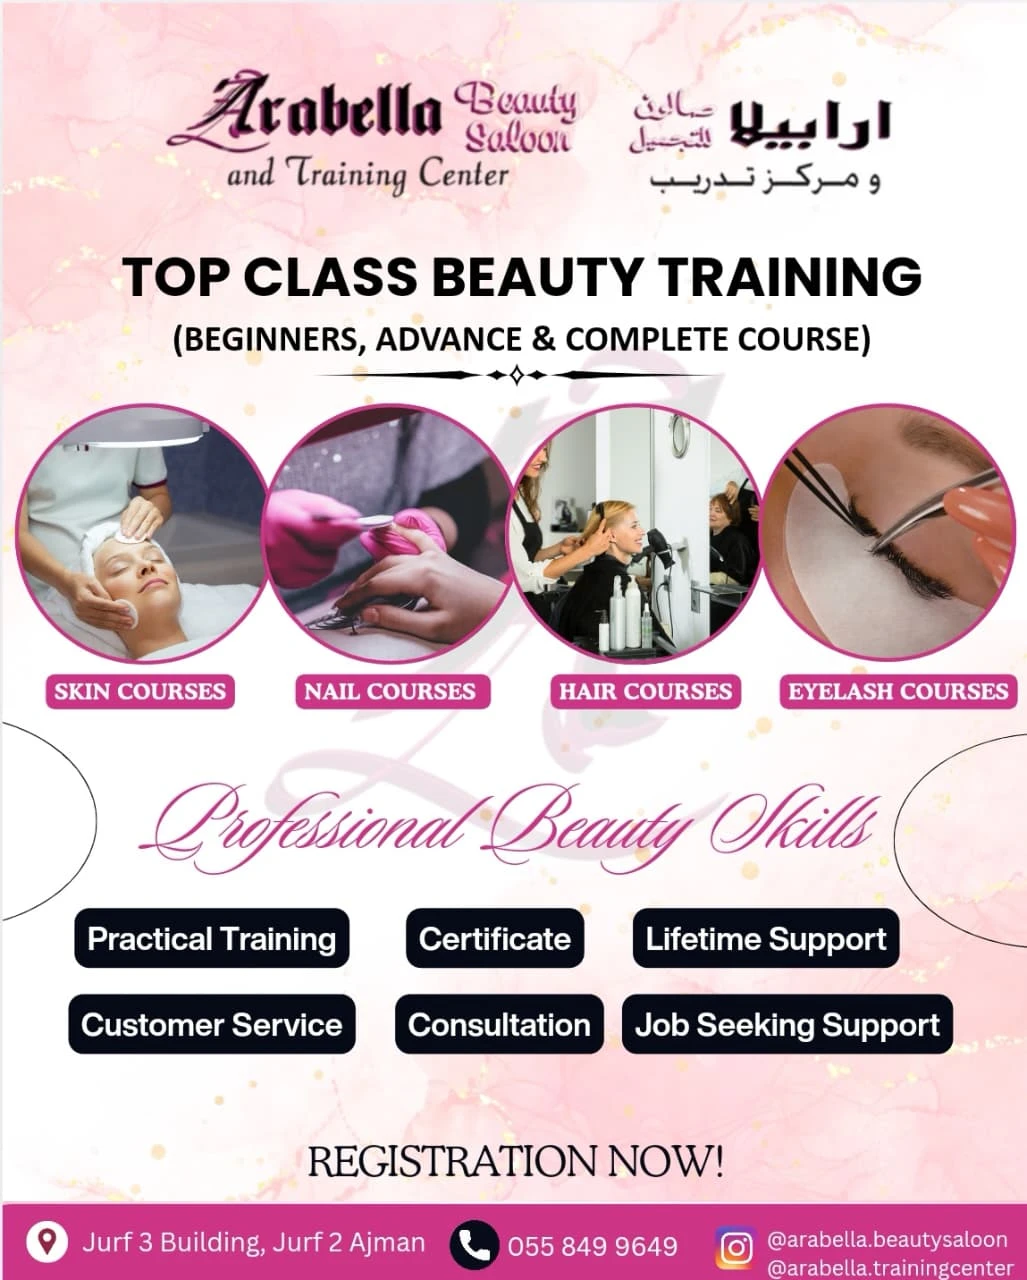 Arabella Beauty Saloon
and Training Center
ارابيلا صالون للتجميل
و مركز تدريب
TOP CLASS BEAUTY TRAINING
(BEGINNERS, ADVANCE & COMPLETE COURSE)
SKIN COURSES
NAIL COURSES
HAIR COURSES
EYELASH COURSES
Professional Beauty Skills
Practical Training
Certificate
Lifetime Support
Customer Service
Consultation
Job Seeking Support
REGISTRATION NOW!
Jurf 3 Building, Jurf 2 Ajman
055 849 9649
@arabella.beautysaloon
@arabella.trainingcenter